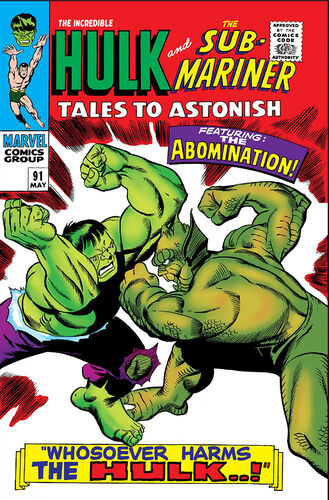 THE INCREDIBLE
HULK
and
THE
SUB-
MARINER
APPROVED
BY THE
COMICS
CODE
AUTHORITY
TALES TO ASTONISH
MARVEL
COMICS
GROUP
91
MAY
FEATURING:
THE
ABOMINATION!
"WHOSOEVER HARMS
THE HULK..!"